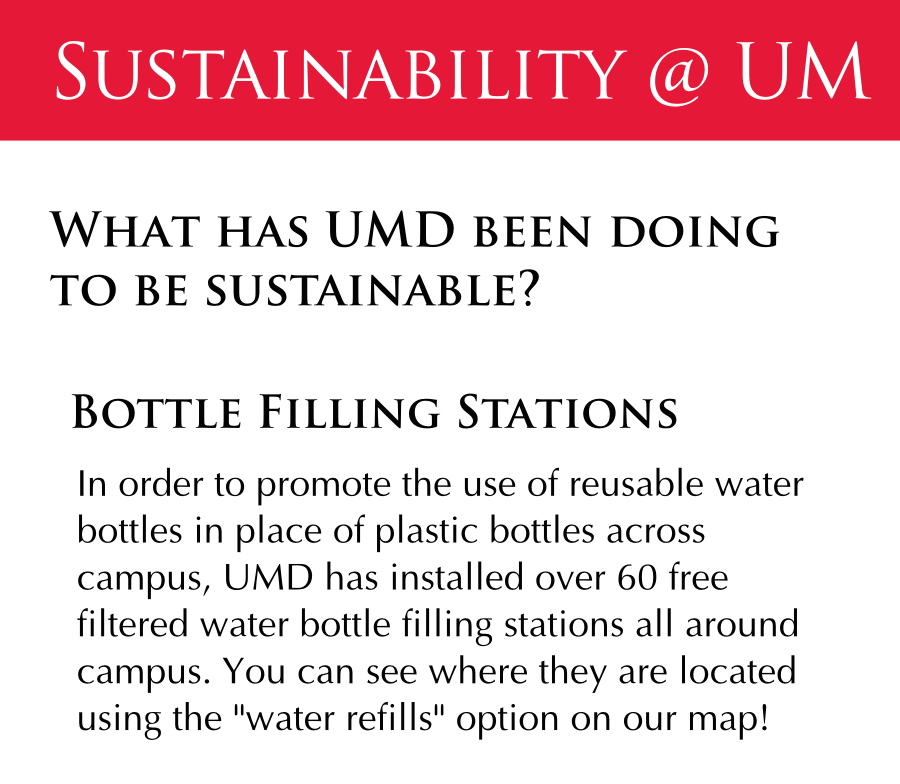 Sustainability @ UM
What has UMD been doing
to be sustainable?
Bottle Filling Stations
In order to promote the use of reusable water
bottles in place of plastic bottles across
campus, UMD has installed over 60 free
filtered water bottle filling stations all around
campus. You can see where they are located
using the "water refills" option on our map!